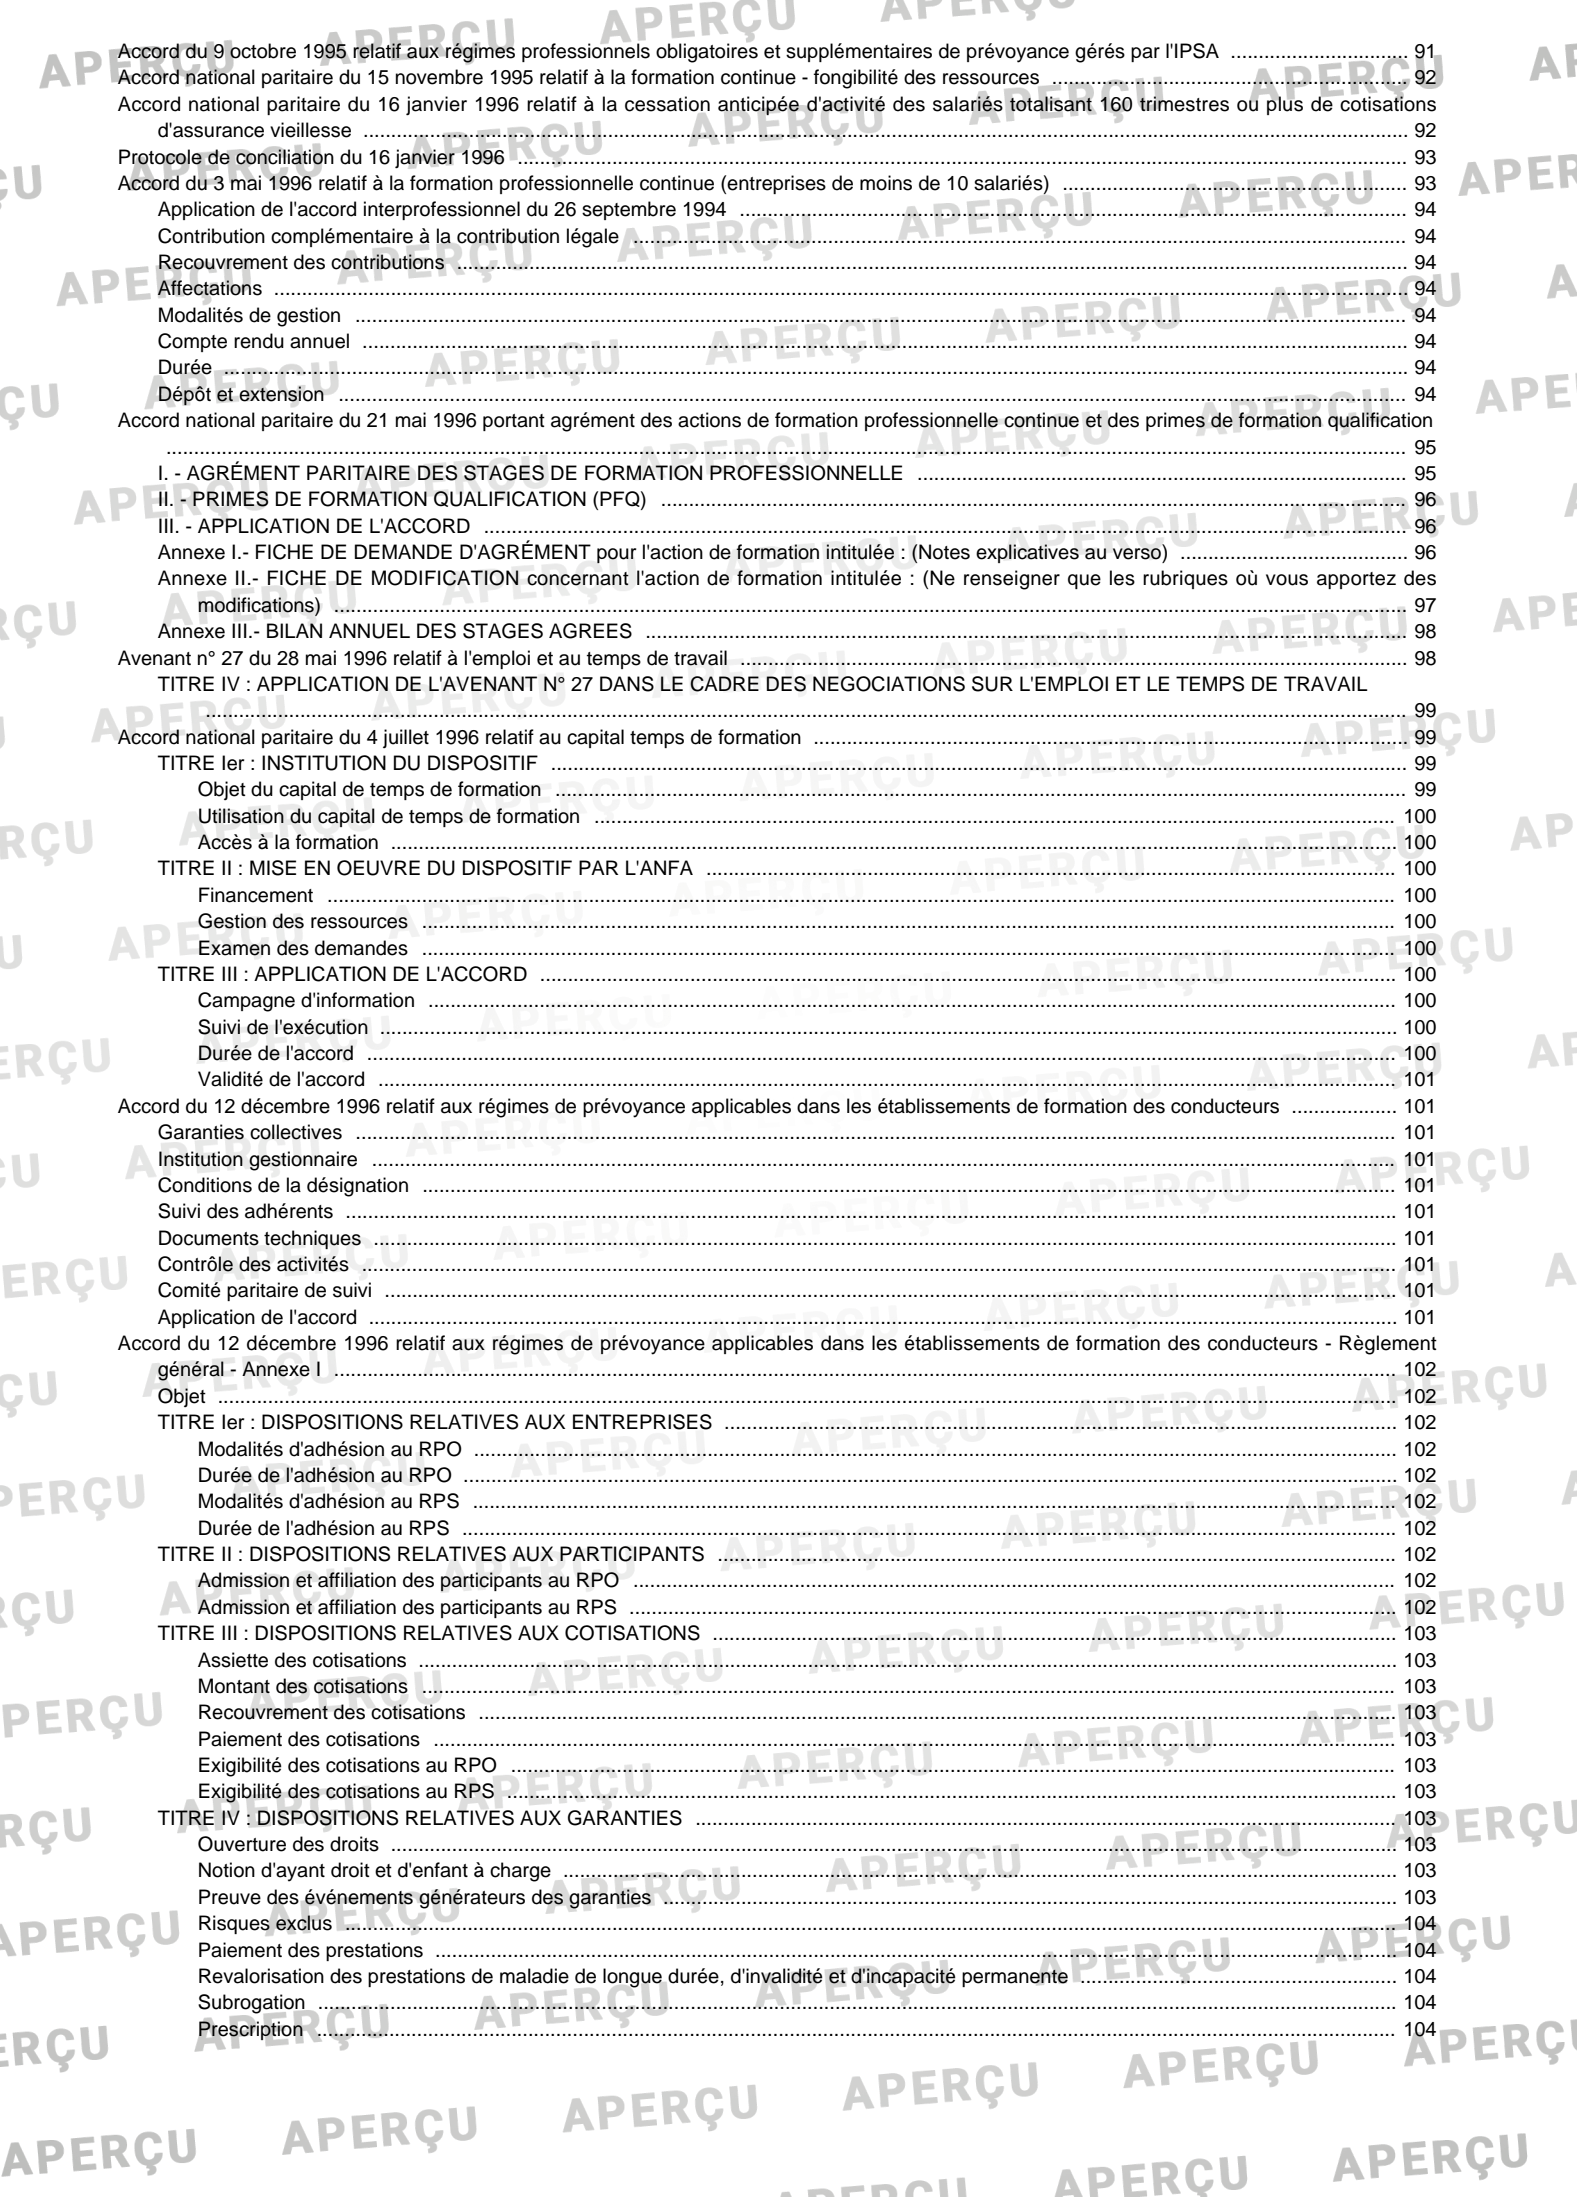 Accord du 9 octobre 1995 relatif aux régimes professionnels obligatoires et supplémentaires de prévoyance gérés par l'IPSA ... 91
Accord national paritaire du 15 novembre 1995 relatif à la formation continue - fongibilité des ressources ... 92
Accord national paritaire du 16 janvier 1996 relatif à la cessation anticipée d'activité des salariés totalisant 160 trimestres ou plus de cotisations
d'assurance vieillesse ... 92
Protocole de conciliation du 16 janvier 1996 ... 93
Accord du 3 mai 1996 relatif à la formation professionnelle continue (entreprises de moins de 10 salariés) ... 93
Application de l'accord interprofessionnel du 26 septembre 1994 ... 94
Contribution complémentaire à la contribution légale ... 94
Recouvrement des contributions ... 94
Affectations ... 94
Modalités de gestion ... 94
Compte rendu annuel ... 94
Durée ... 94
Dépôt et extension ... 94
Accord national paritaire du 21 mai 1996 portant agrément des actions de formation professionnelle continue et des primes de formation qualification
... 95
I. - AGRÉMENT PARITAIRE DES STAGES DE FORMATION PROFESSIONNELLE ... 95
II. - PRIMES DE FORMATION QUALIFICATION (PFQ) ... 96
III. - APPLICATION DE L'ACCORD ... 96
Annexe I.- FICHE DE DEMANDE D'AGRÉMENT pour l'action de formation intitulée : (Notes explicatives au verso) ... 96
Annexe II.- FICHE DE MODIFICATION concernant l'action de formation intitulée : (Ne renseigner que les rubriques où vous apportez des
modifications) ... 97
Annexe III.- BILAN ANNUEL DES STAGES AGREES ... 98
Avenant n° 27 du 28 mai 1996 relatif à l'emploi et au temps de travail ... 98
TITRE IV : APPLICATION DE L'AVENANT N° 27 DANS LE CADRE DES NEGOCIATIONS SUR L'EMPLOI ET LE TEMPS DE TRAVAIL
... 99
Accord national paritaire du 4 juillet 1996 relatif au capital temps de formation ... 99
TITRE Ier : INSTITUTION DU DISPOSITIF ... 99
Objet du capital de temps de formation ... 99
Utilisation du capital de temps de formation ... 100
Accès à la formation ... 100
TITRE II : MISE EN OEUVRE DU DISPOSITIF PAR L'ANFA ... 100
Financement ... 100
Gestion des ressources ... 100
Examen des demandes ... 100
TITRE III : APPLICATION DE L'ACCORD ... 100
Campagne d'information ... 100
Suivi de l'exécution ... 100
Durée de l'accord ... 100
Validité de l'accord ... 101
Accord du 12 décembre 1996 relatif aux régimes de prévoyance applicables dans les établissements de formation des conducteurs ... 101
Garanties collectives ... 101
Institution gestionnaire ... 101
Conditions de la désignation ... 101
Suivi des adhérents ... 101
Documents techniques ... 101
Contrôle des activités ... 101
Comité paritaire de suivi ... 101
Application de l'accord ... 101
Accord du 12 décembre 1996 relatif aux régimes de prévoyance applicables dans les établissements de formation des conducteurs - Règlement
général - Annexe I ... 102
Objet ... 102
TITRE Ier : DISPOSITIONS RELATIVES AUX ENTREPRISES ... 102
Modalités d'adhésion au RPO ... 102
Durée de l'adhésion au RPO ... 102
Modalités d'adhésion au RPS ... 102
Durée de l'adhésion au RPS ... 102
TITRE II : DISPOSITIONS RELATIVES AUX PARTICIPANTS ... 102
Admission et affiliation des participants au RPO ... 102
Admission et affiliation des participants au RPS ... 102
TITRE III : DISPOSITIONS RELATIVES AUX COTISATIONS ... 103
Assiette des cotisations ... 103
Montant des cotisations ... 103
Recouvrement des cotisations ... 103
Paiement des cotisations ... 103
Exigibilité des cotisations au RPO ... 103
Exigibilité des cotisations au RPS ... 103
TITRE IV : DISPOSITIONS RELATIVES AUX GARANTIES ... 103
Ouverture des droits ... 103
Notion d'ayant droit et d'enfant à charge ... 103
Preuve des événements générateurs des garanties ... 103
Risques exclus ... 104
Paiement des prestations ... 104
Revalorisation des prestations de maladie de longue durée, d'invalidité et d'incapacité permanente ... 104
Subrogation ... 104
Prescription ... 104
APERÇU